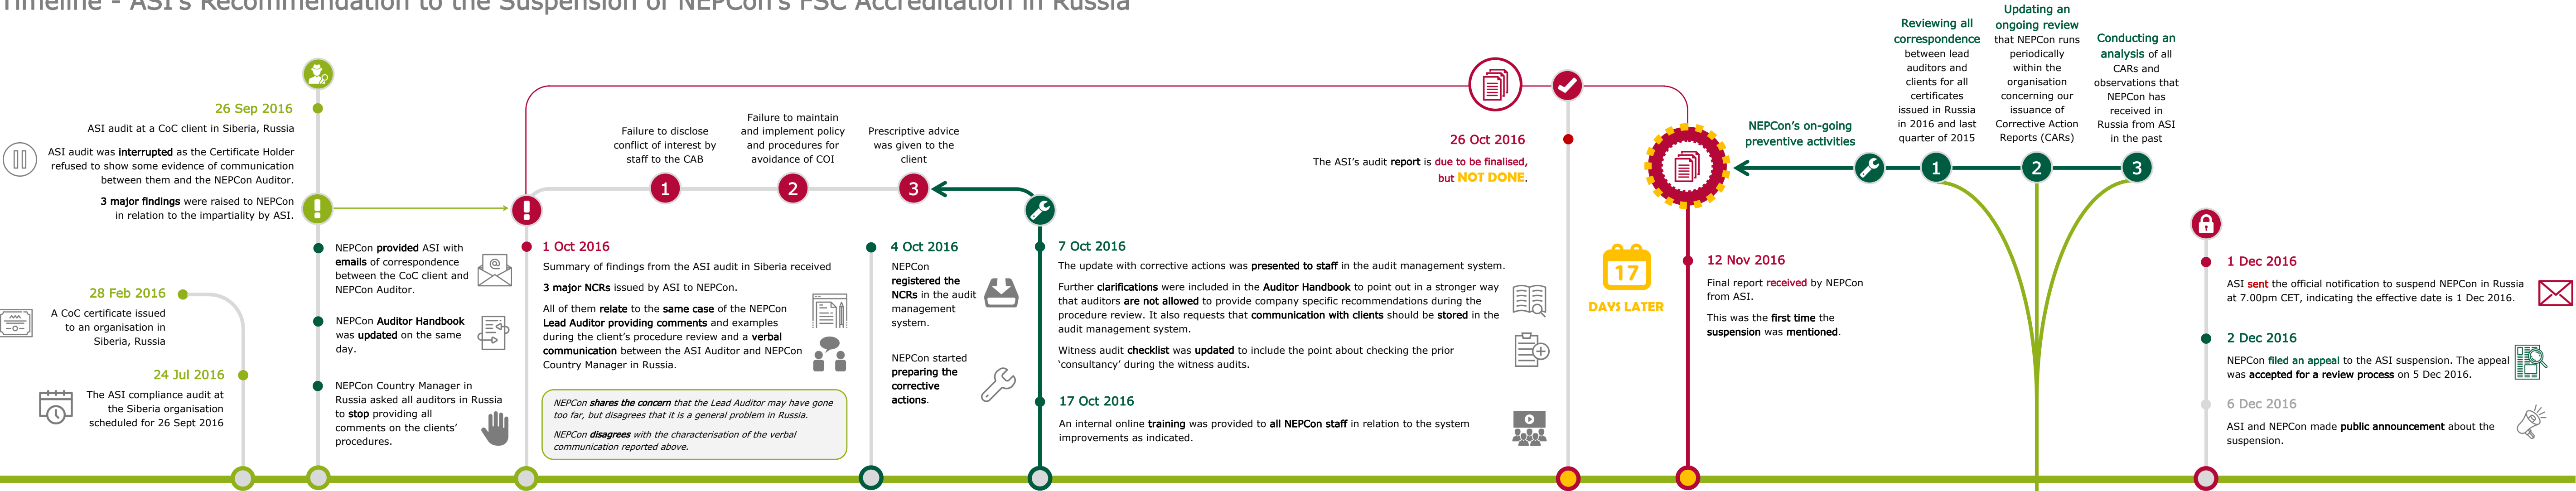 Timeline - ASI's Recommendation to the Suspension of NEPCon's FSC Accreditation in Russia
28 Feb 2016
A CoC certificate issued
to an organisation in
Siberia, Russia
24 Jul 2016
The ASI compliance audit at
the Siberia organisation
scheduled for 26 Sept 2016
26 Sep 2016
ASI audit at a CoC client in Siberia, Russia
ASI audit was interrupted as the Certificate Holder
refused to show some evidence of communication
between them and the NEPCon Auditor.
3 major findings were raised to NEPCon
in relation to the impartiality by ASI.
NEPCon provided ASI with
emails of correspondence
between the CoC client and
NEPCon Auditor.
NEPCon Auditor Handbook
was updated on the same
day.
NEPCon Country Manager in
Russia asked all auditors in Russia
to stop providing all
comments on the clients'
procedures.
1 Oct 2016
Summary of findings from the ASI audit in Siberia received
3 major NCRs issued by ASI to NEPCon.
All of them relate to the same case of the NEPCon
Lead Auditor providing comments and examples
during the client's procedure review and a verbal
communication between the ASI Auditor and NEPCon
Country Manager in Russia.
NEPCon shares the concern that the Lead Auditor may have gone
too far, but disagrees that it is a general problem in Russia.
NEPCon disagrees with the characterisation of the verbal
communication reported above.
Failure to disclose
conflict of interest by
staff to the CAB
1
Failure to maintain
and implement policy
and procedures for
avoidance of COI
2
Prescriptive advice
was given to the
client
3
4 Oct 2016
NEPCon
registered the
NCRs in the audit
management
system.
NEPCon started
preparing the
corrective
actions.
7 Oct 2016
The update with corrective actions was presented to staff in the audit management system.
Further clarifications were included in the Auditor Handbook to point out in a stronger way
that auditors are not allowed to provide company specific recommendations during the
procedure review. It also requests that communication with clients should be stored in the
audit management system.
Witness audit checklist was updated to include the point about checking the prior
'consultancy' during the witness audits.
17 Oct 2016
An internal online training was provided to all NEPCon staff in relation to the system
improvements as indicated.
26 Oct 2016
The ASI's audit report is due to be finalised,
but NOT DONE.
17
DAYS LATER
12 Nov 2016
Final report received by NEPCon
from ASI.
This was the first time the
suspension was mentioned.
NEPCon's on-going
preventive activities
Reviewing all
correspondence
between lead
auditors and
clients for all
certificates
issued in Russia
in 2016 and last
quarter of 2015
1
Updating an
ongoing review
that NEPCon runs
periodically
within the
organisation
concerning our
issuance of
Corrective Action
Reports (CARs)
2
Conducting an
analysis of all
CARs and
observations that
NEPCon has
received in
Russia from ASI
in the past
3
1 Dec 2016
ASI sent the official notification to suspend NEPCon in Russia
at 7.00pm CET, indicating the effective date is 1 Dec 2016.
2 Dec 2016
NEPCon filed an appeal to the ASI suspension. The appeal
was accepted for a review process on 5 Dec 2016.
6 Dec 2016
ASI and NEPCon made public announcement about the
suspension.